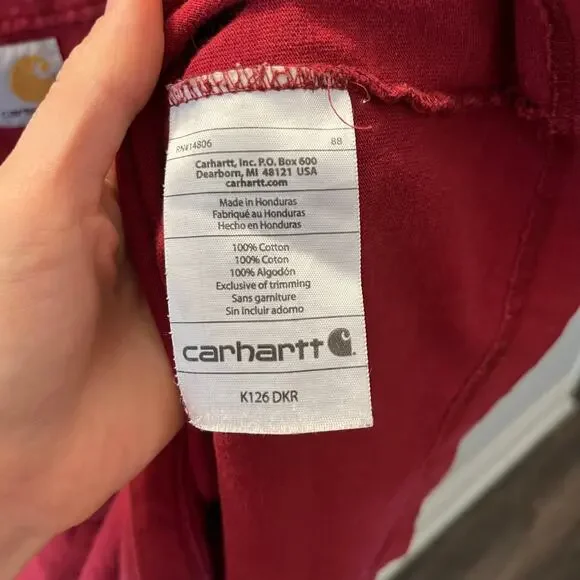 carhartt
RN#14806 88
Carhartt, Inc. P.O. Box 600
Dearborn, MI 48121 USA
carhartt.com
Made in Honduras
Fabriqué au Honduras
Hecho en Honduras
100% Cotton
100% Coton
100% Algodón
Exclusive of trimming
Sans garniture
Sin incluir adorno
carhartt
K126 DKR